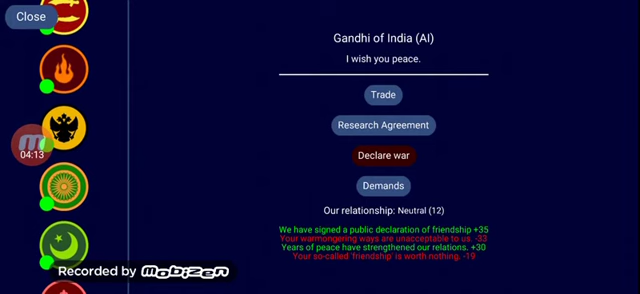 Close
Gandhi of India (AI)
I wish you peace.
Trade
Research Agreement
Declare war
Demands
Our relationship: Neutral (12)
We have signed a public declaration of friendship +35
Your warmongering ways are unacceptable to us. -33
Years of peace have strengthened our relations. +30
Your so-called 'friendship' is worth nothing. -19
04:13
Recorded by mobizen